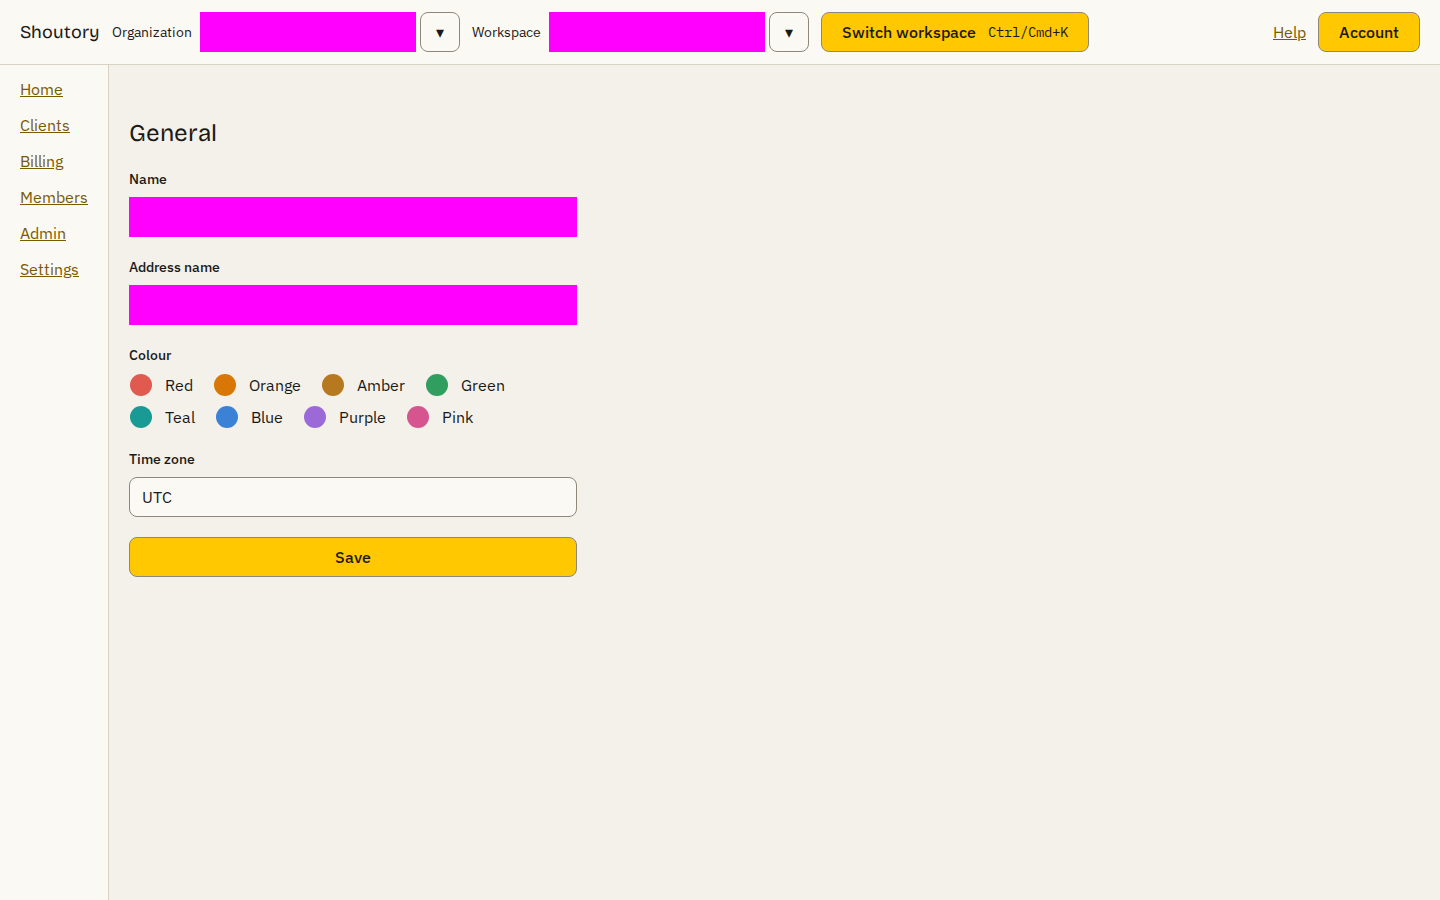 Shoutory Organization ▼ Workspace ▼ Switch workspace Ctrl/Cmd+K Help Account
Home
Clients
Billing
Members
Admin
Settings
General
Name
Address name
Colour
Red Orange Amber Green
Teal Blue Purple Pink
Time zone
UTC
Save